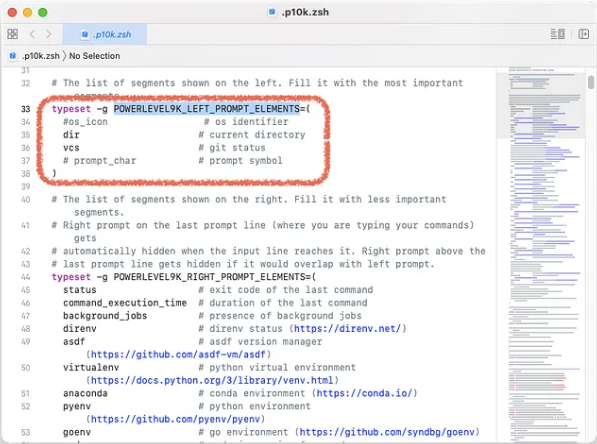 .p10k.zsh
.p10k.zsh
.p10k.zsh 〉No Selection
31
32 # The list of segments shown on the left. Fill it with the most important
segments.
33 typeset -g POWERLEVEL9K_LEFT_PROMPT_ELEMENTS=(
34 #os_icon # os identifier
35 dir # current directory
36 vcs # git status
37 # prompt_char # prompt symbol
38 )
39
40 # The list of segments shown on the right. Fill it with less important
segments.
41 # Right prompt on the last prompt line (where you are typing your commands)
gets
42 # automatically hidden when the input line reaches it. Right prompt above the
43 # last prompt line gets hidden if it would overlap with left prompt.
44 typeset -g POWERLEVEL9K_RIGHT_PROMPT_ELEMENTS=(
45 status # exit code of the last command
46 command_execution_time # duration of the last command
47 background_jobs # presence of background jobs
48 direnv # direnv status (https://direnv.net/)
49 asdf # asdf version manager
(https://github.com/asdf-vm/asdf)
50 virtualenv # python virtual environment
(https://docs.python.org/3/library/venv.html)
51 anaconda # conda environment (https://conda.io/)
52 pyenv # python environment
(https://github.com/pyenv/pyenv)
53 goenv # go environment (https://github.com/syndbg/goenv)